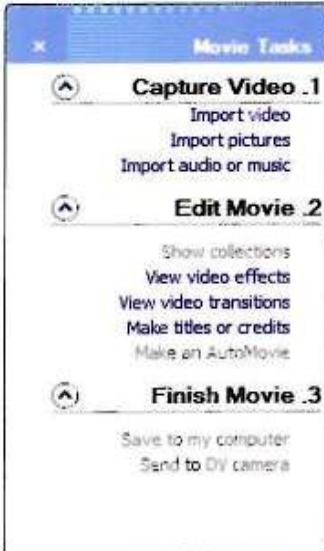 Movie Tasks
Capture Video .1
Import video
Import pictures
Import audio or music
Edit Movie .2
Show collections
View video effects
View video transitions
Make titles or credits
Make an AutoMovie
Finish Movie .3
Save to my computer
Send to DV camera